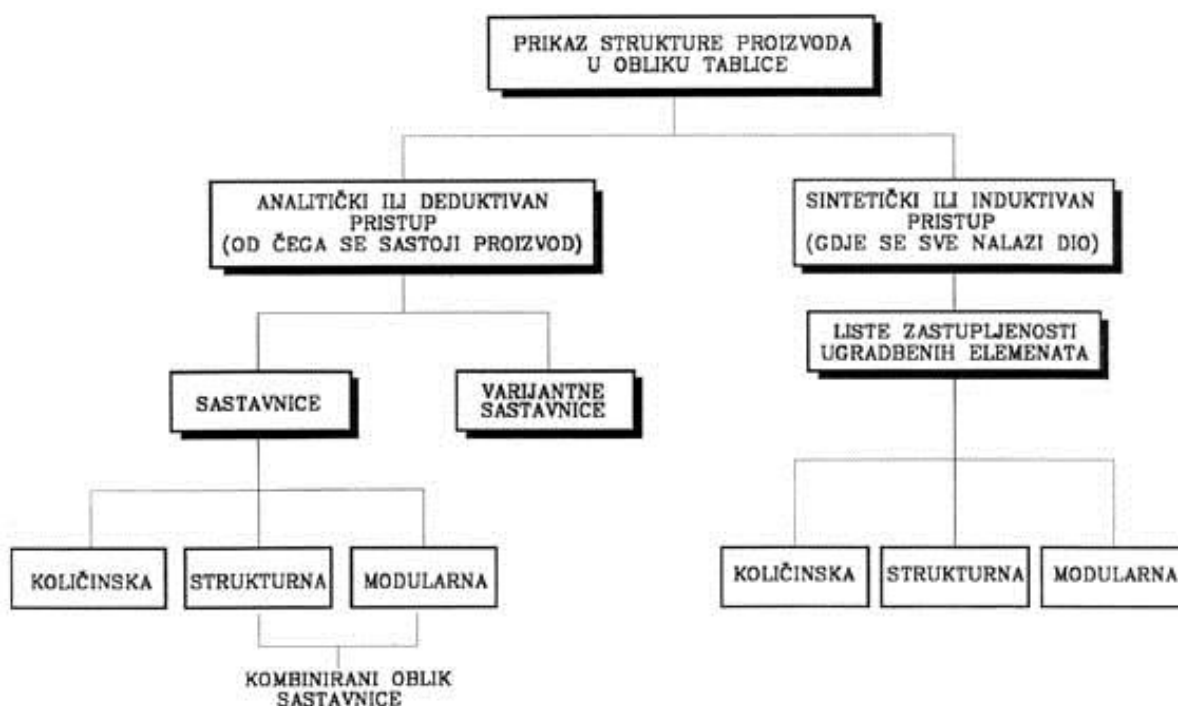 PRIKAZ STRUKTURE PROIZVODA
U OBLIKU TABLICE
ANALITIČKI ILI DEDUKTIVAN
PRISTUP
(OD ČEGA SE SASTOJI PROIZVOD)
SINTETIČKI ILI INDUKTIVAN
PRISTUP
(GDJE SE SVE NALAZI DIO)
LISTE ZASTUPLJENOSTI
UGRADBENIH ELEMENATA
SASTAVNICE
VARIJANTNE
SASTAVNICE
KOLIČINSKA
STRUKTURNA
MODULARNA
KOLIČINSKA
STRUKTURNA
MODULARNA
KOMBINIRANI OBLIK
SASTAVNICE